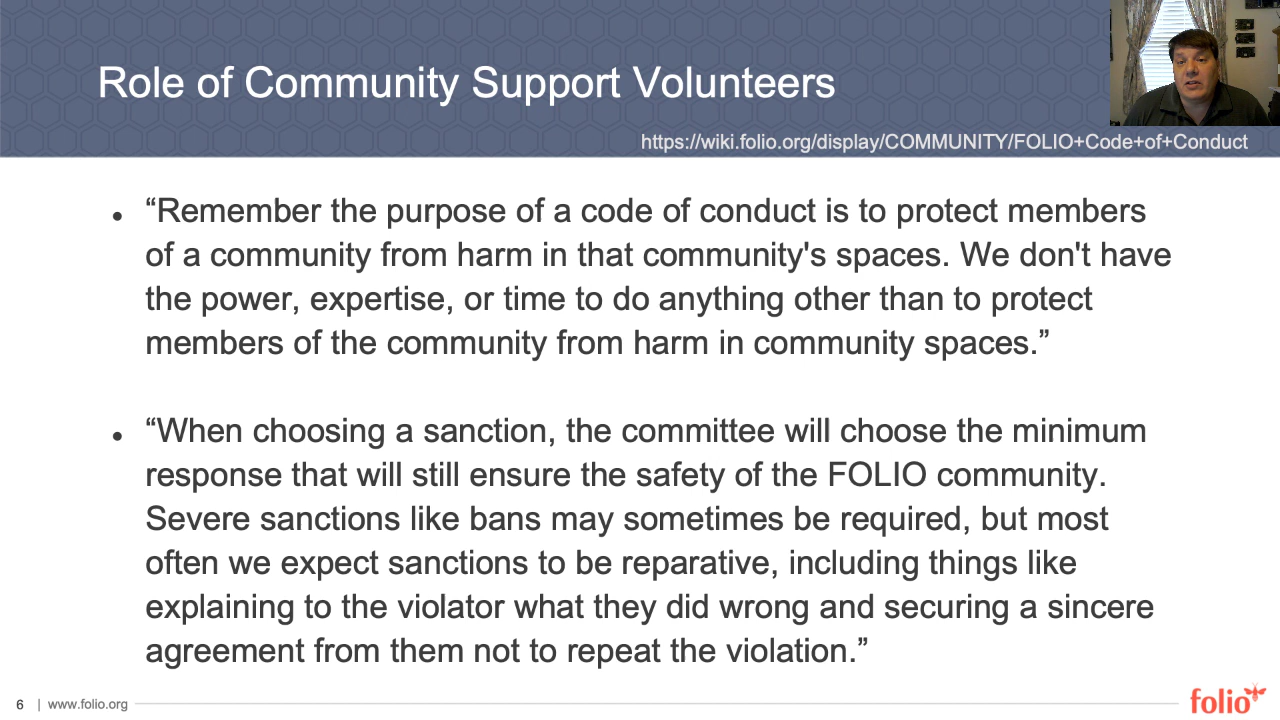 Role of Community Support Volunteers
https://wiki.folio.org/display/COMMUNITY/FOLIO+Code+of+Conduct
• “Remember the purpose of a code of conduct is to protect members
of a community from harm in that community's spaces. We don't have
the power, expertise, or time to do anything other than to protect
members of the community from harm in community spaces.”
• “When choosing a sanction, the committee will choose the minimum
response that will still ensure the safety of the FOLIO community.
Severe sanctions like bans may sometimes be required, but most
often we expect sanctions to be reparative, including things like
explaining to the violator what they did wrong and securing a sincere
agreement from them not to repeat the violation.”
6 | www.folio.org
folio